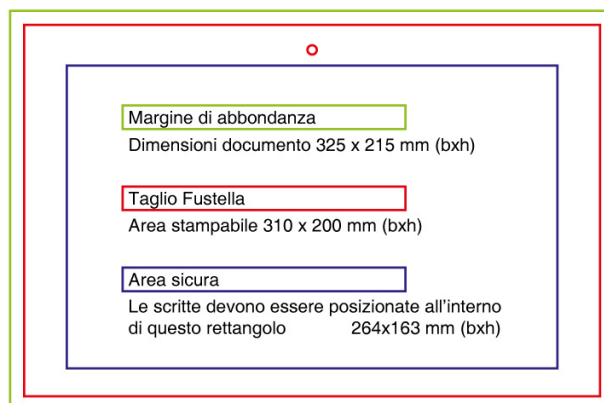 Margine di abbondanza
Dimensioni documento 325 x 215 mm (bxh)
Taglio Fustella
Area stampabile 310 x 200 mm (bxh)
Area sicura
Le scritte devono essere posizionate all'interno
di questo rettangolo 264x163 mm (bxh)